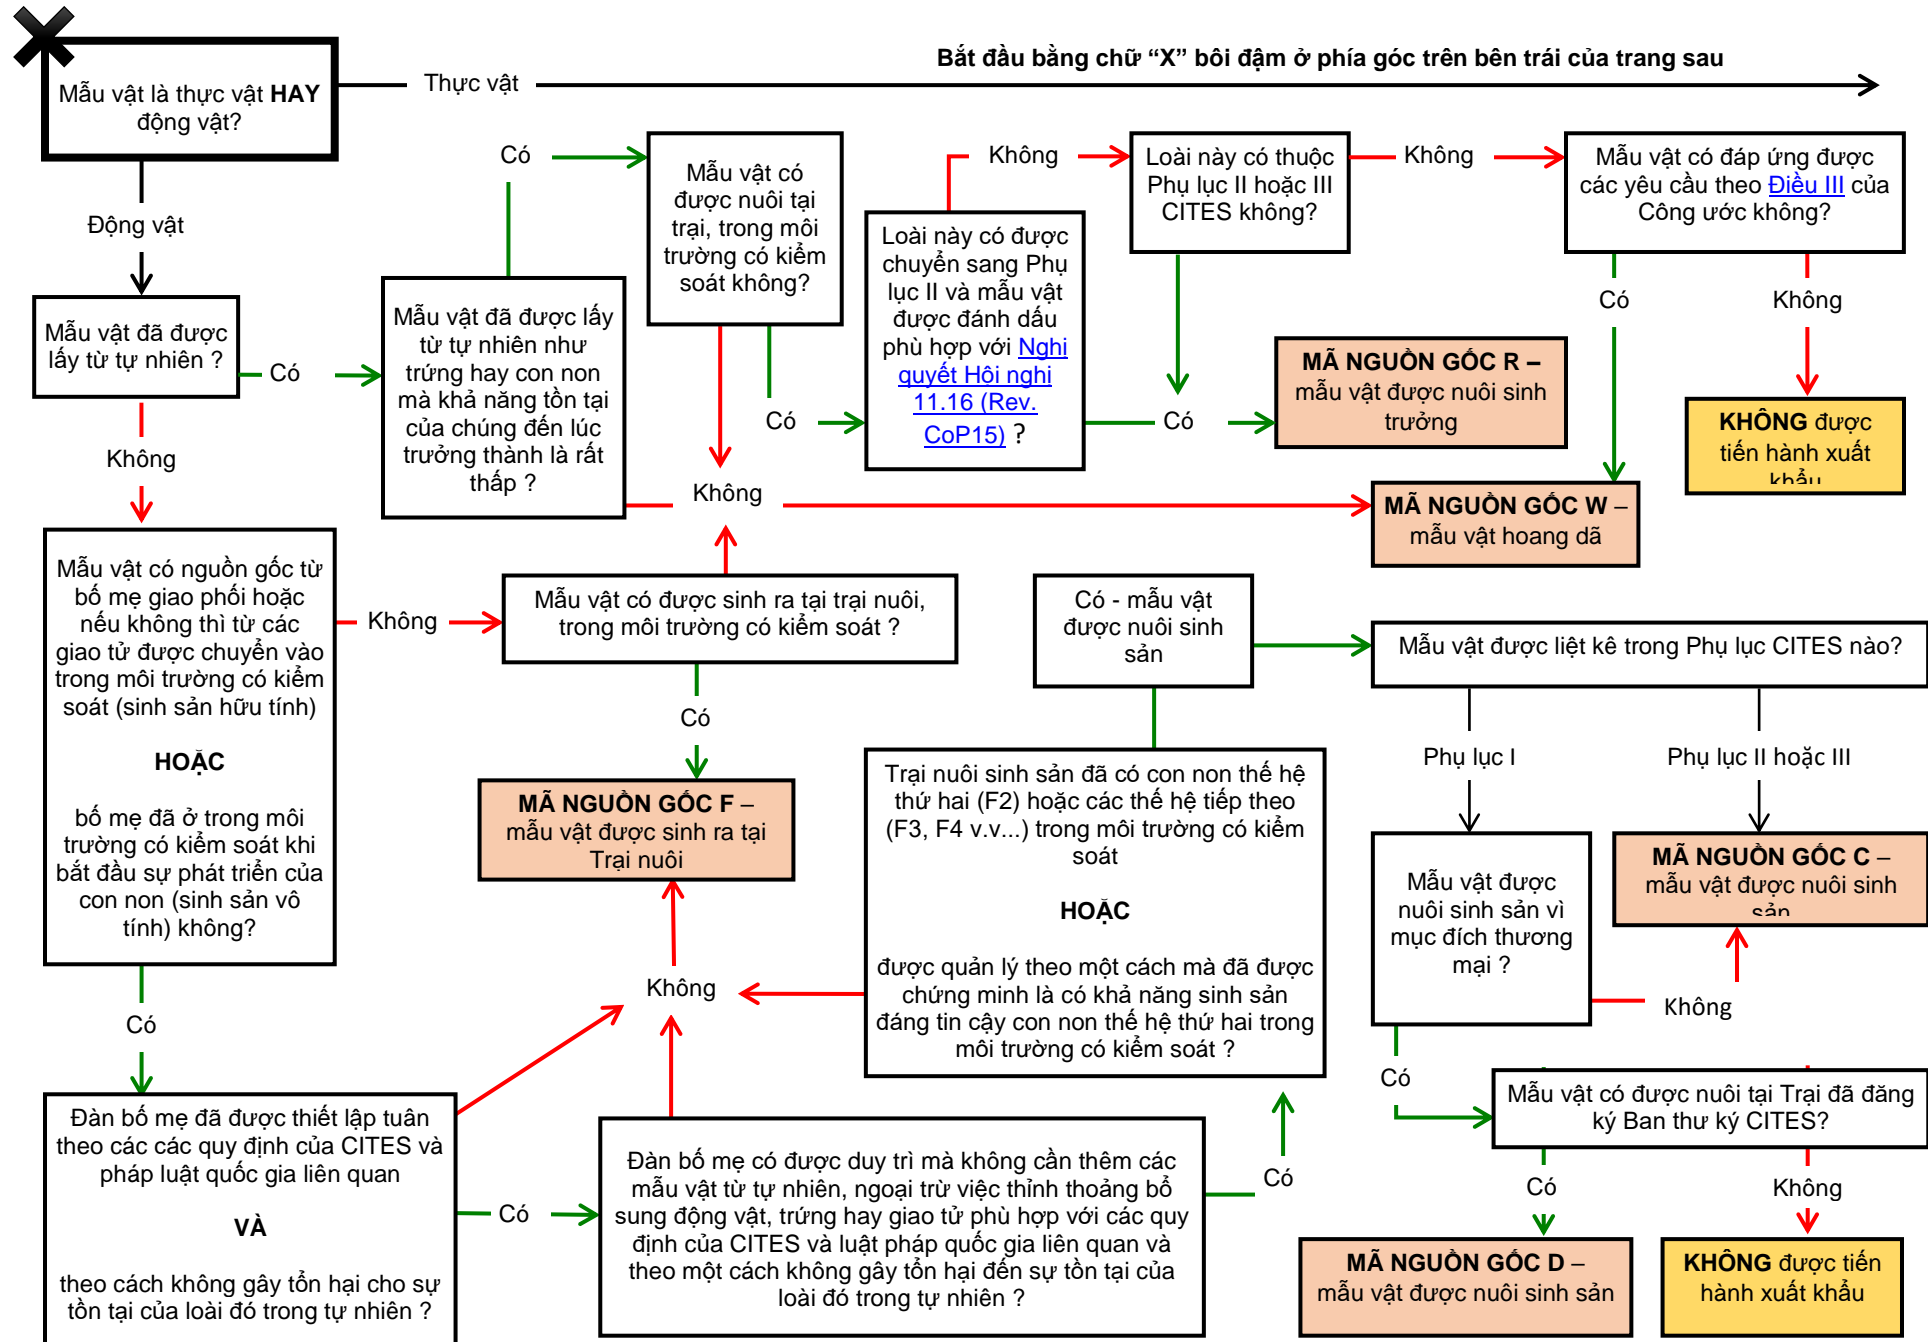 Bắt đầu bằng chữ “X” bôi đậm ở phía góc trên bên trái của trang sau
Mẫu vật là thực vật HAY
động vật?
Thực vật
Động vật
Có
Mẫu vật có
được nuôi tại
trại, trong môi
trường có kiểm
soát không?
Không
Loài này có thuộc
Phụ lục II hoặc III
CITES không?
Không
Mẫu vật có đáp ứng được
các yêu cầu theo Điều III của
Công ước không?
Mẫu vật đã được
lấy từ tự nhiên ?
Có
Mẫu vật đã được lấy
từ tự nhiên như
trứng hay con non
mà khả năng tồn tại
của chúng đến lúc
trưởng thành là rất
thấp ?
Loài này có được
chuyển sang Phụ
lục II và mẫu vật
được đánh dấu
phù hợp với Nghi
quyết Hội nghi
11.16 (Rev.
CoP15) ?
Có
Không
Có
Có
MÃ NGUỒN GỐC R –
mẫu vật được nuôi sinh
trưởng
KHÔNG được
tiến hành xuất
khẩu
Không
Không
MÃ NGUỒN GỐC W –
mẫu vật hoang dã
Mẫu vật có nguồn gốc từ
bố mẹ giao phối hoặc
nếu không thì từ các
giao tử được chuyển vào
trong môi trường có kiểm
soát (sinh sản hữu tính)
HOẶC
bố mẹ đã ở trong môi
trường có kiểm soát khi
bắt đầu sự phát triển của
con non (sinh sản vô
tính) không?
Không
Mẫu vật có được sinh ra tại trại nuôi,
trong môi trường có kiểm soát ?
Có
MÃ NGUỒN GỐC F –
mẫu vật được sinh ra tại
Trại nuôi
Có - mẫu vật
được nuôi sinh
sản
Mẫu vật được liệt kê trong Phụ lục CITES nào?
Phụ lục I
Phụ lục II hoặc III
Trại nuôi sinh sản đã có con non thế hệ
thứ hai (F2) hoặc các thế hệ tiếp theo
(F3, F4 v.v...) trong môi trường có kiểm
soát
HOẶC
được quản lý theo một cách mà đã được
chứng minh là có khả năng sinh sản
đáng tin cậy con non thế hệ thứ hai trong
môi trường có kiểm soát ?
Mẫu vật được
nuôi sinh sản vì
mục đích thương
mại ?
MÃ NGUỒN GỐC C –
mẫu vật được nuôi sinh
sản
Không
Không
Có
Có
Mẫu vật có được nuôi tại Trại đã đăng
ký Ban thư ký CITES?
Đàn bố mẹ đã được thiết lập tuân
theo các các quy định của CITES và
pháp luật quốc gia liên quan
VÀ
theo cách không gây tổn hại cho sự
tồn tại của loài đó trong tự nhiên ?
Có
Đàn bố mẹ có được duy trì mà không cần thêm các
mẫu vật từ tự nhiên, ngoại trừ việc thỉnh thoảng bổ
sung động vật, trứng hay giao tử phù hợp với các quy
định của CITES và luật pháp quốc gia liên quan và
theo một cách không gây tổn hại đến sự tồn tại của
loài đó trong tự nhiên ?
Có
Có
Không
MÃ NGUỒN GỐC D –
mẫu vật được nuôi sinh sản
KHÔNG được tiến
hành xuất khẩu